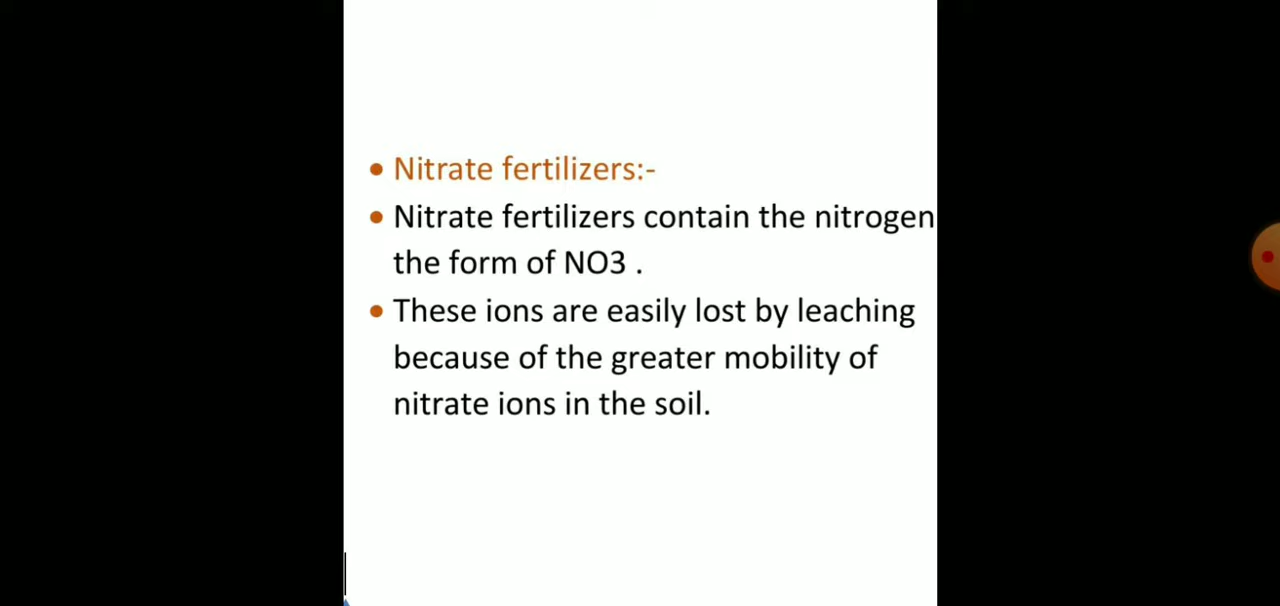 • Nitrate fertilizers:-
• Nitrate fertilizers contain the nitrogen
the form of NO3 .
• These ions are easily lost by leaching
because of the greater mobility of
nitrate ions in the soil.